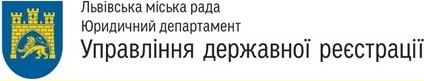 Львівська міська рада
Юридичний департамент
Управління державної реєстрації